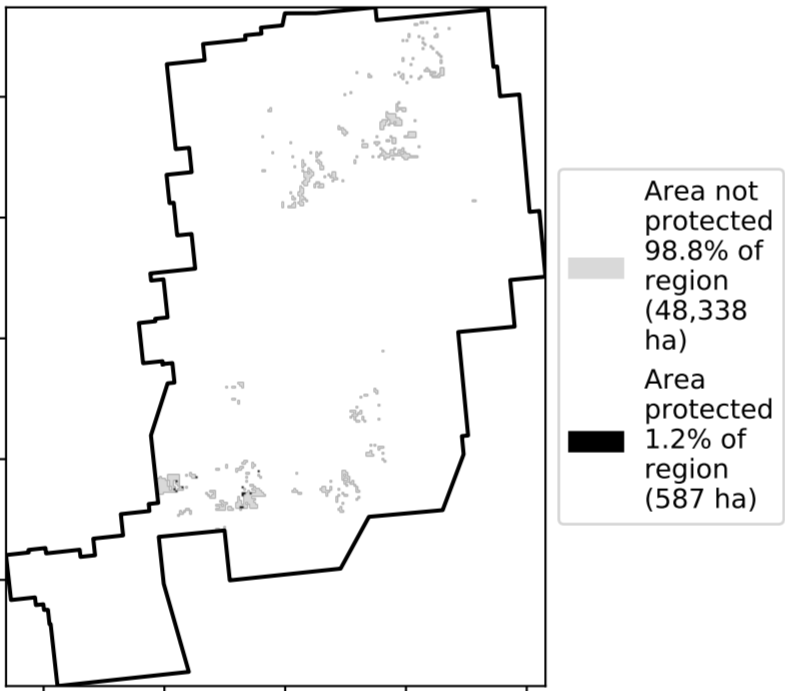 Area not
protected
98.8% of
region
(48,338
ha)
Area
protected
1.2% of
region
(587 ha)